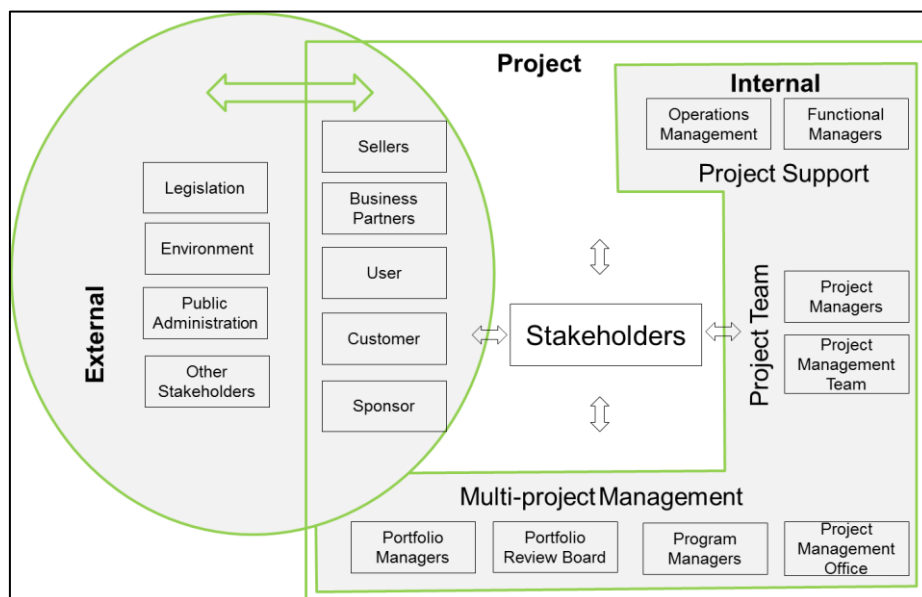 Project
Internal
Operations
Management
Functional
Managers
Project Support
Sellers
Business
Partners
User
Customer
Sponsor
Legislation
Environment
Public
Administration
Other
Stakeholders
External
Stakeholders
Project Team
Project
Managers
Project
Management
Team
Multi-project Management
Portfolio
Managers
Portfolio
Review Board
Program
Managers
Project
Management
Office